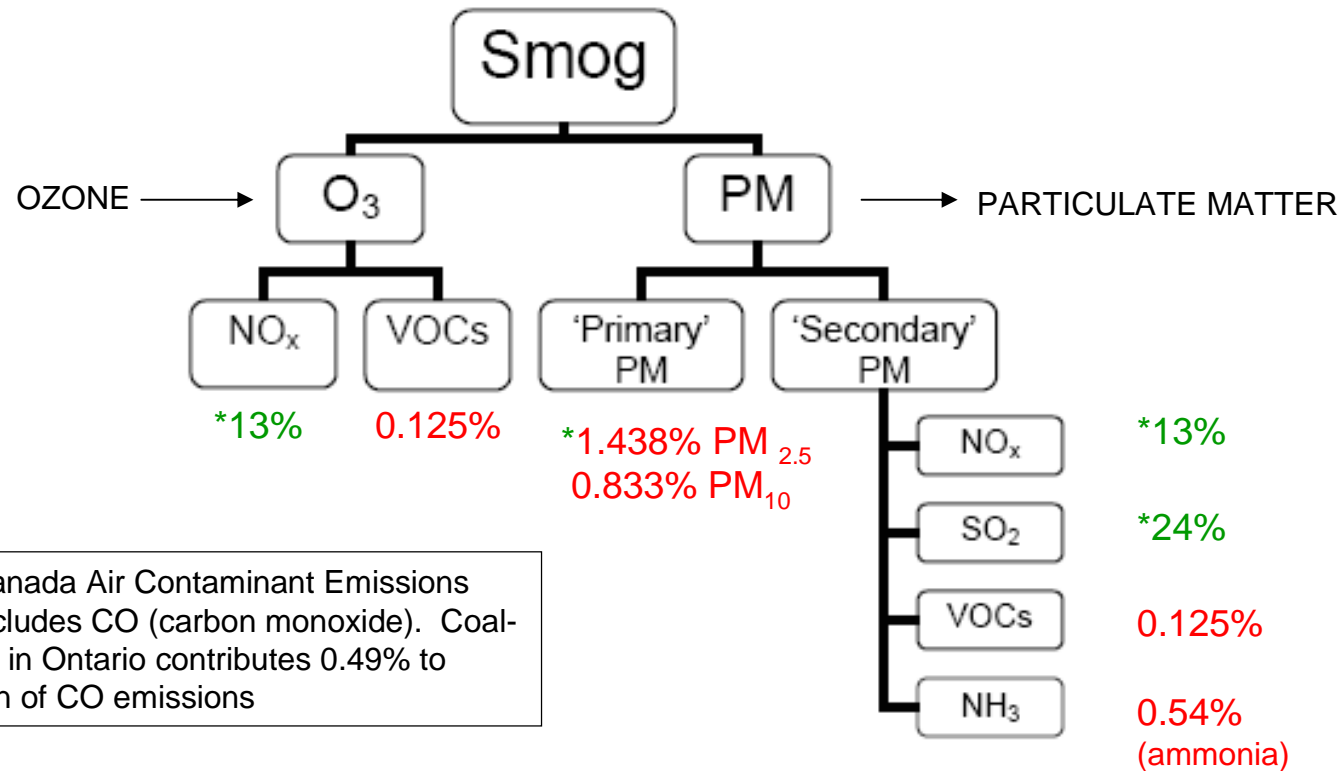 Smog
OZONE
O₃
PM
PARTICULATE MATTER
NOₓ
VOCs
'Primary'
PM
'Secondary'
PM
*13%
0.125%
*1.438% PM 2.5
0.833% PM10
NOₓ
*13%
SO₂
*24%
VOCs
0.125%
NH₃
0.54%
(ammonia)
Air Contaminant Emissions
CO (carbon monoxide). Coal-
in Ontario contributes 0.49% to
of CO emissions